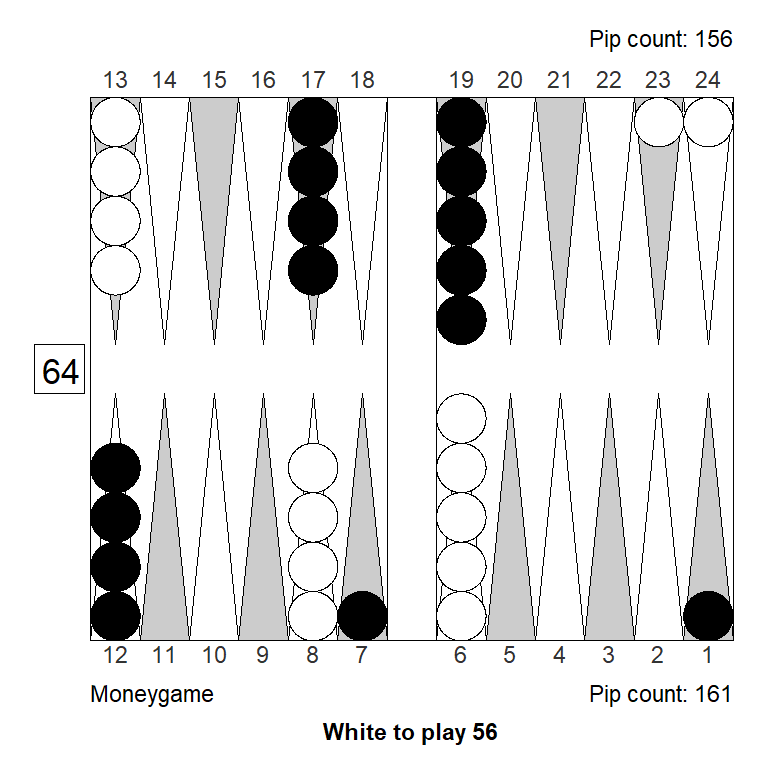 Pip count: 156
13 14 15 16 17 18 19 20 21 22 23 24
64
12 11 10 9 8 7 6 5 4 3 2 1
Moneygame Pip count: 161
White to play 56